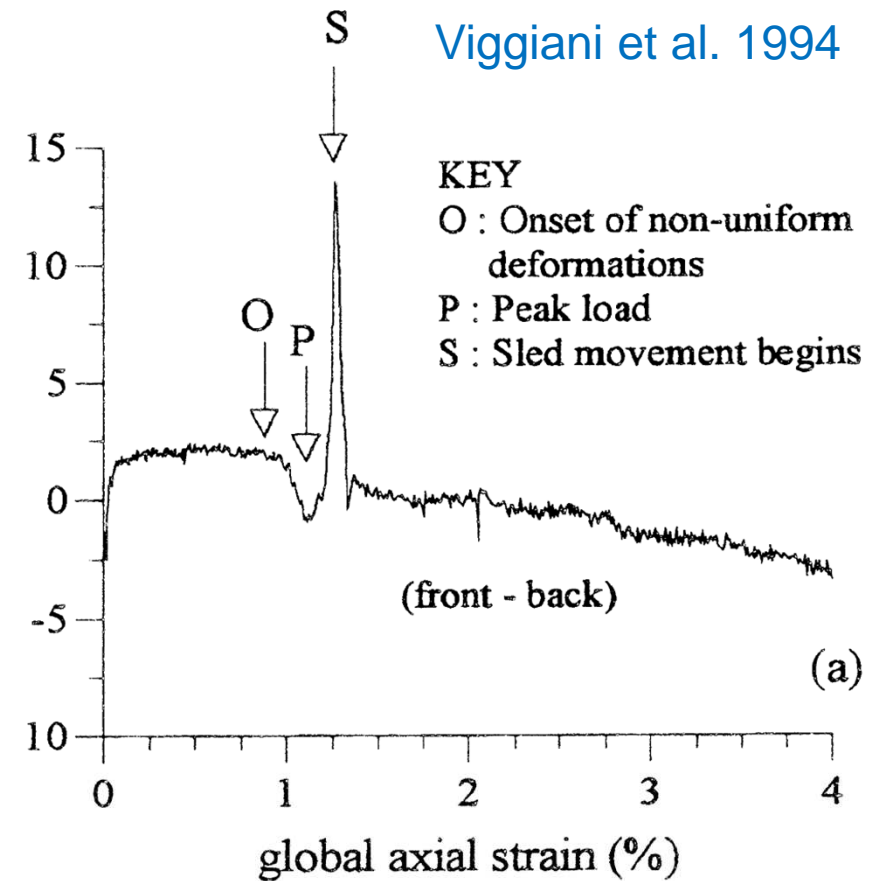 S
Viggiani et al. 1994
15
KEY
O : Onset of non-uniform
deformations
10
P : Peak load
O
S : Sled movement begins
P
5
0
(front - back)
-5
(a)
10
0 1 2 3 4
global axial strain (%)